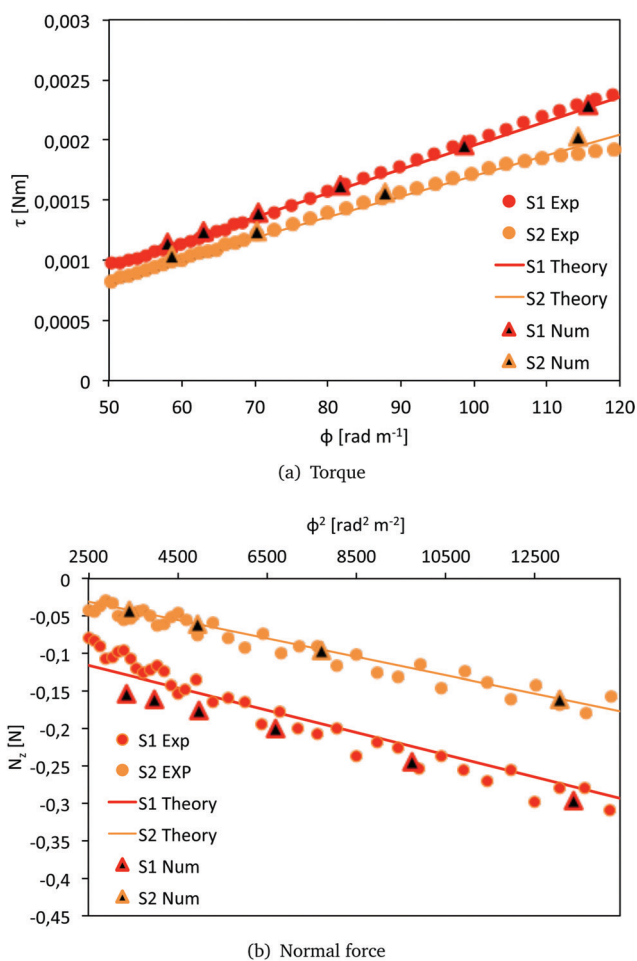 0,003
0,0025
0,002
0,0015
0,001
0,0005
0
τ [Nm]
S1 Exp
S2 Exp
S1 Theory
S2 Theory
S1 Num
S2 Num
50 60 70 80 90 100 110 120
ϕ [rad m⁻¹]
(a) Torque
ϕ² [rad² m⁻²]
2500 4500 6500 8500 10500 12500
0
-0,05
-0,1
-0,15
-0,2
-0,25
-0,3
-0,35
-0,4
-0,45
N_z [N]
S1 Exp
S2 EXP
S1 Theory
S2 Theory
S1 Num
S2 Num
(b) Normal force